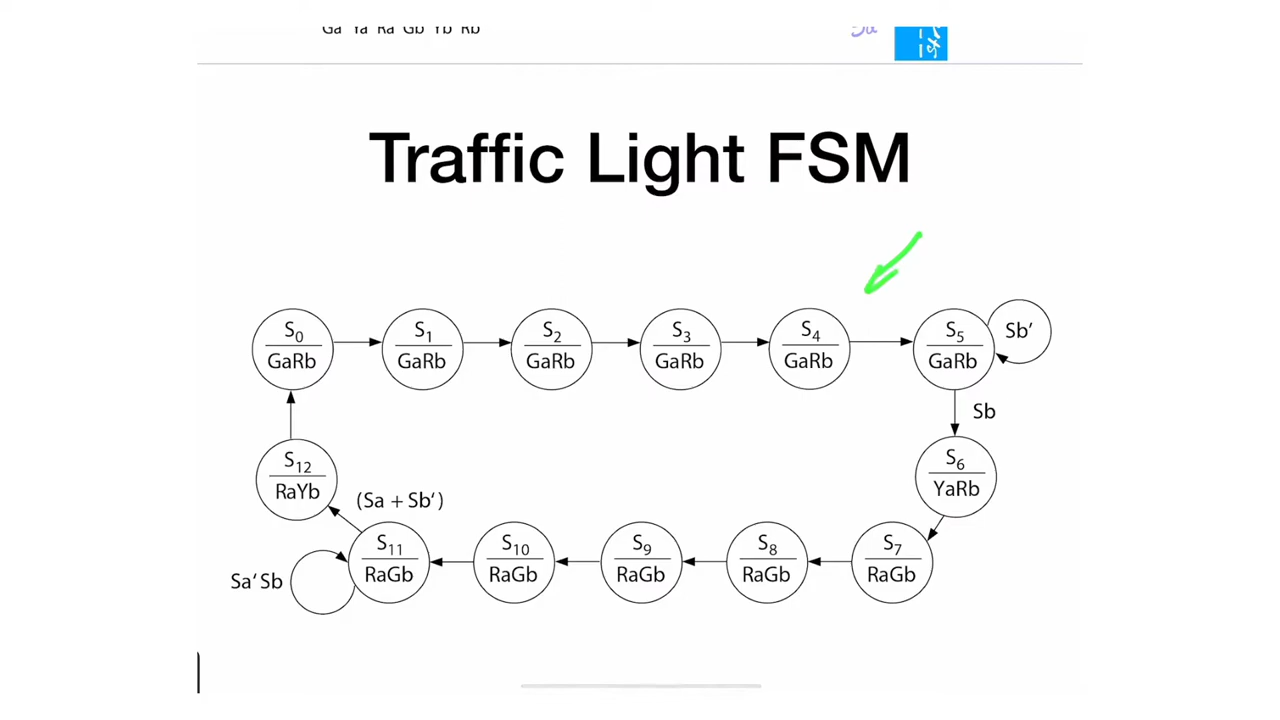 Ga Ya Ra Gb Yb Rb
Traffic Light FSM
S0
GaRb
S1
GaRb
S2
GaRb
S3
GaRb
S4
GaRb
S5
GaRb
Sb'
Sb
S12
RaYb
(Sa + Sb')
S6
YaRb
S11
RaGb
S10
RaGb
S9
RaGb
S8
RaGb
S7
RaGb
Sa' Sb